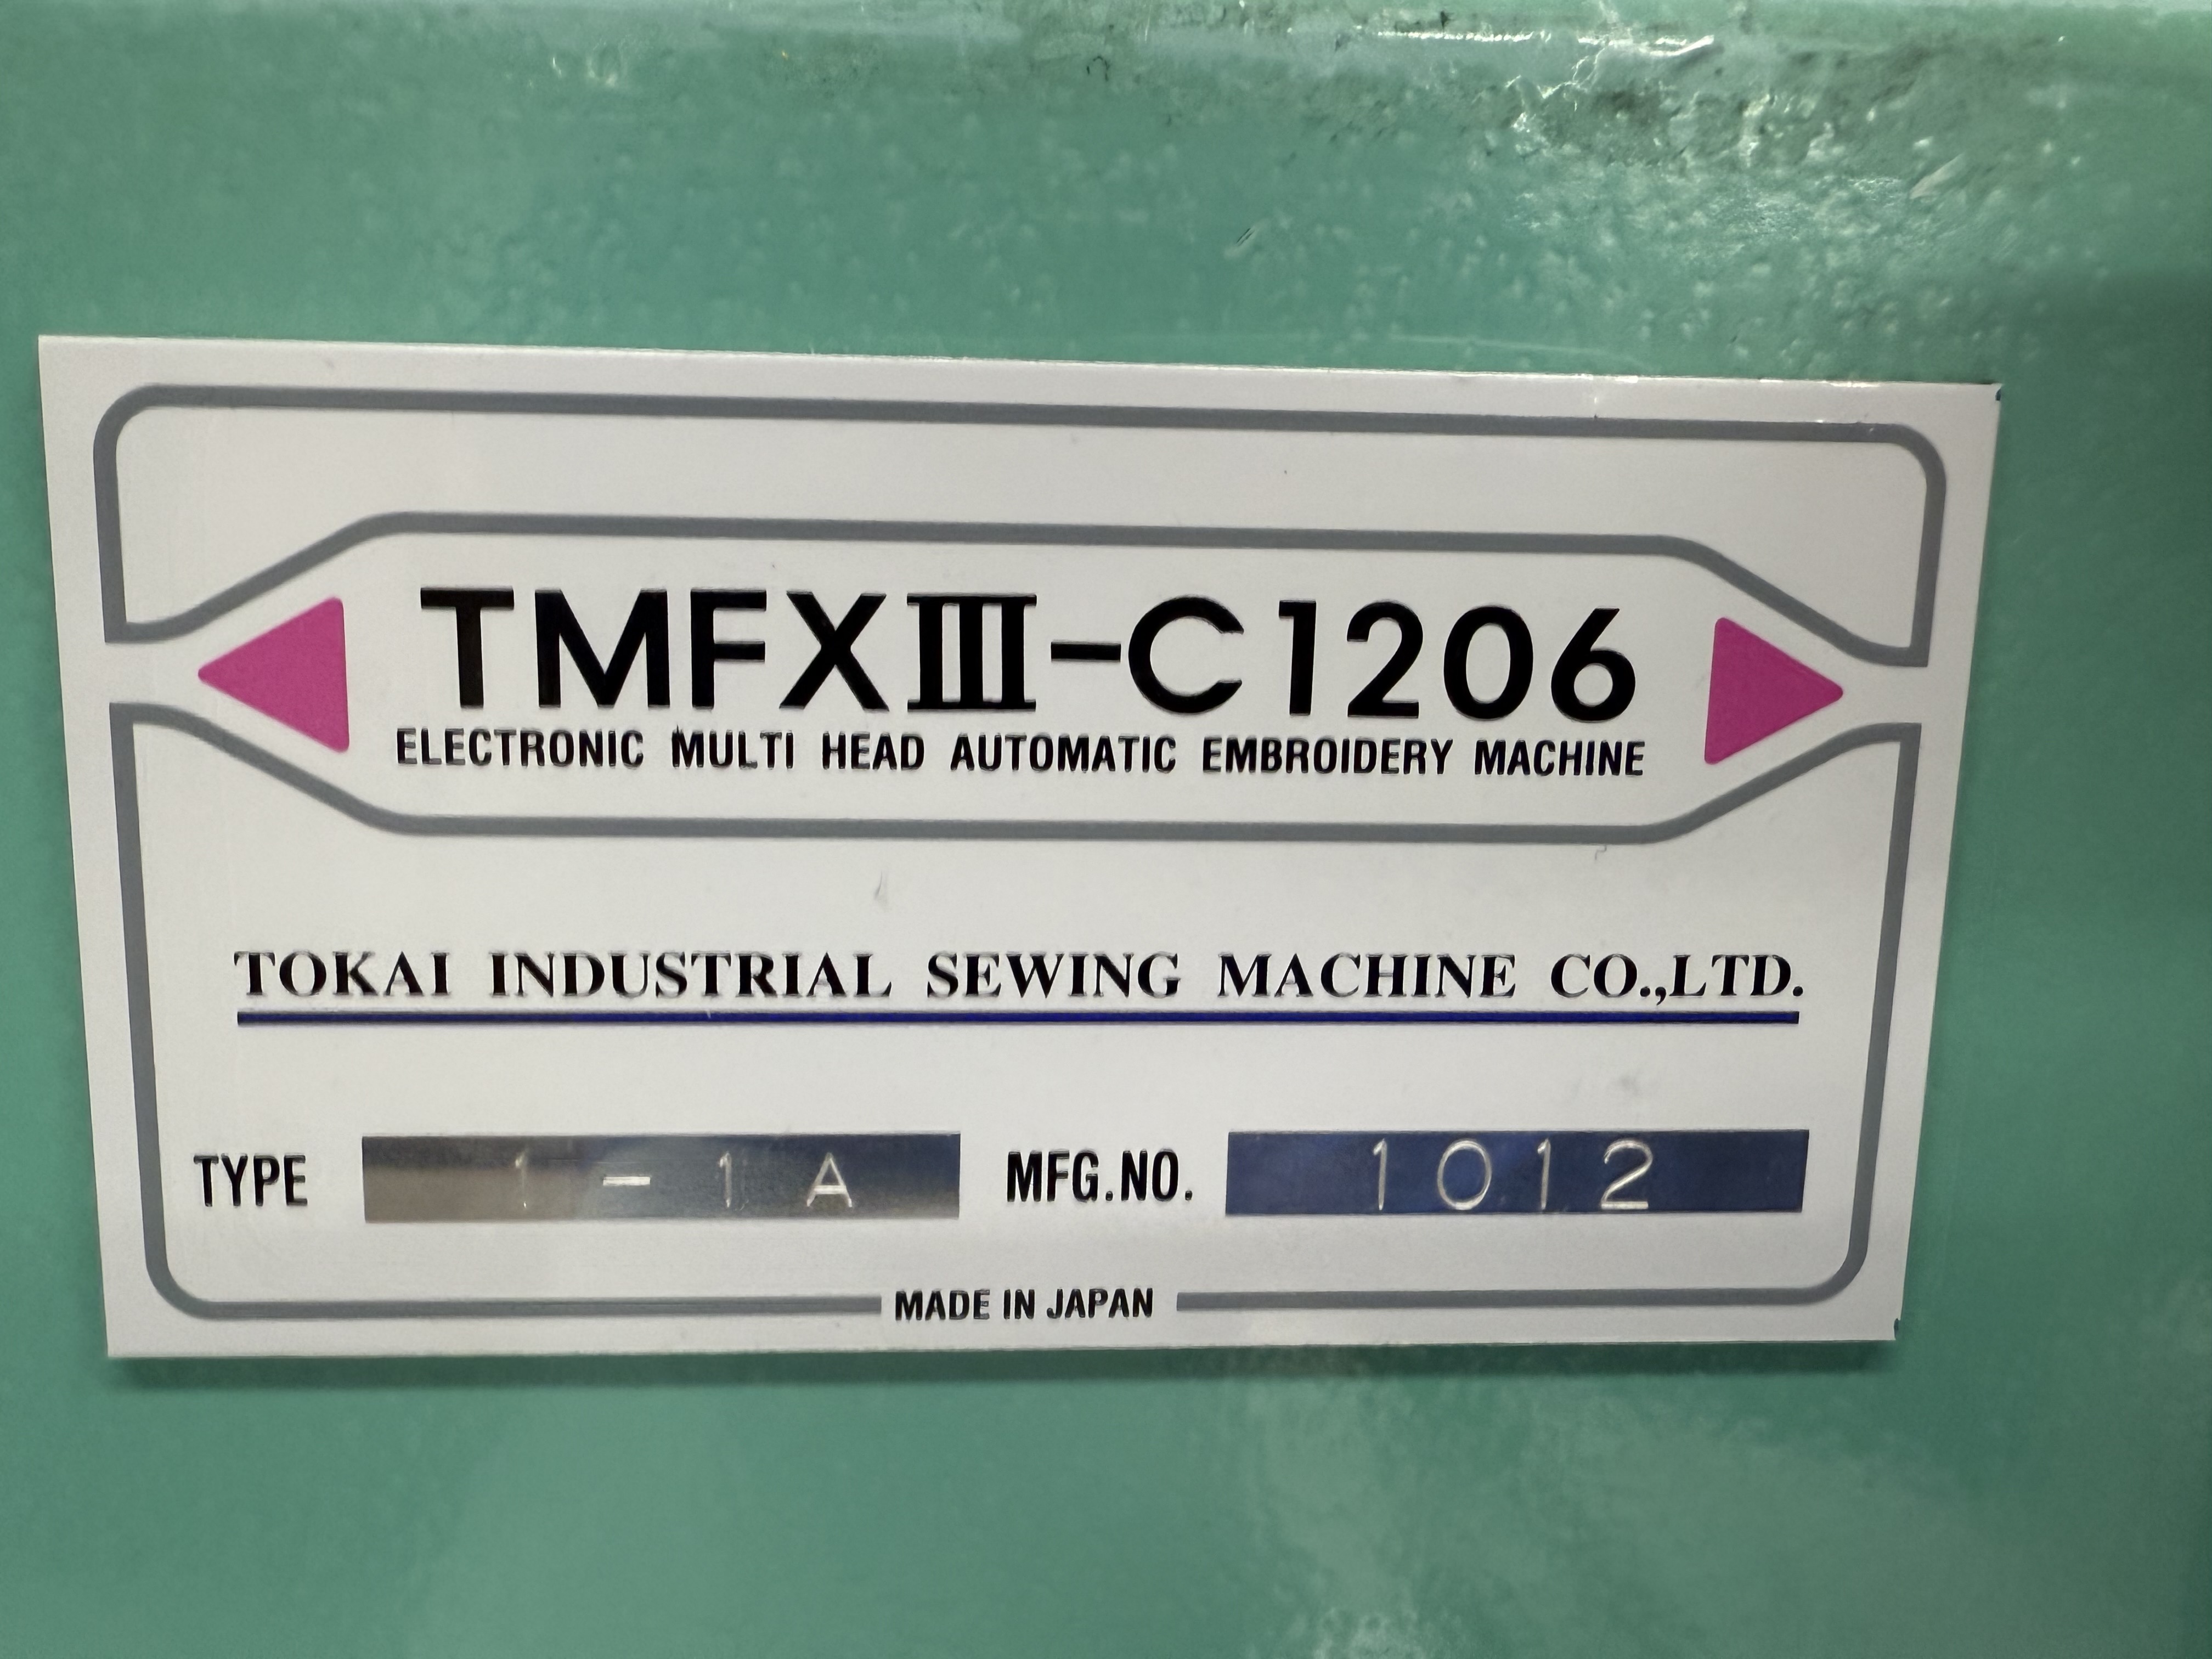 TMFXIII-C1206
ELECTRONIC MULTI HEAD AUTOMATIC EMBROIDERY MACHINE
TOKAI INDUSTRIAL SEWING MACHINE CO.,LTD.
TYPE 1-1A MFG.NO. 1012
MADE IN JAPAN